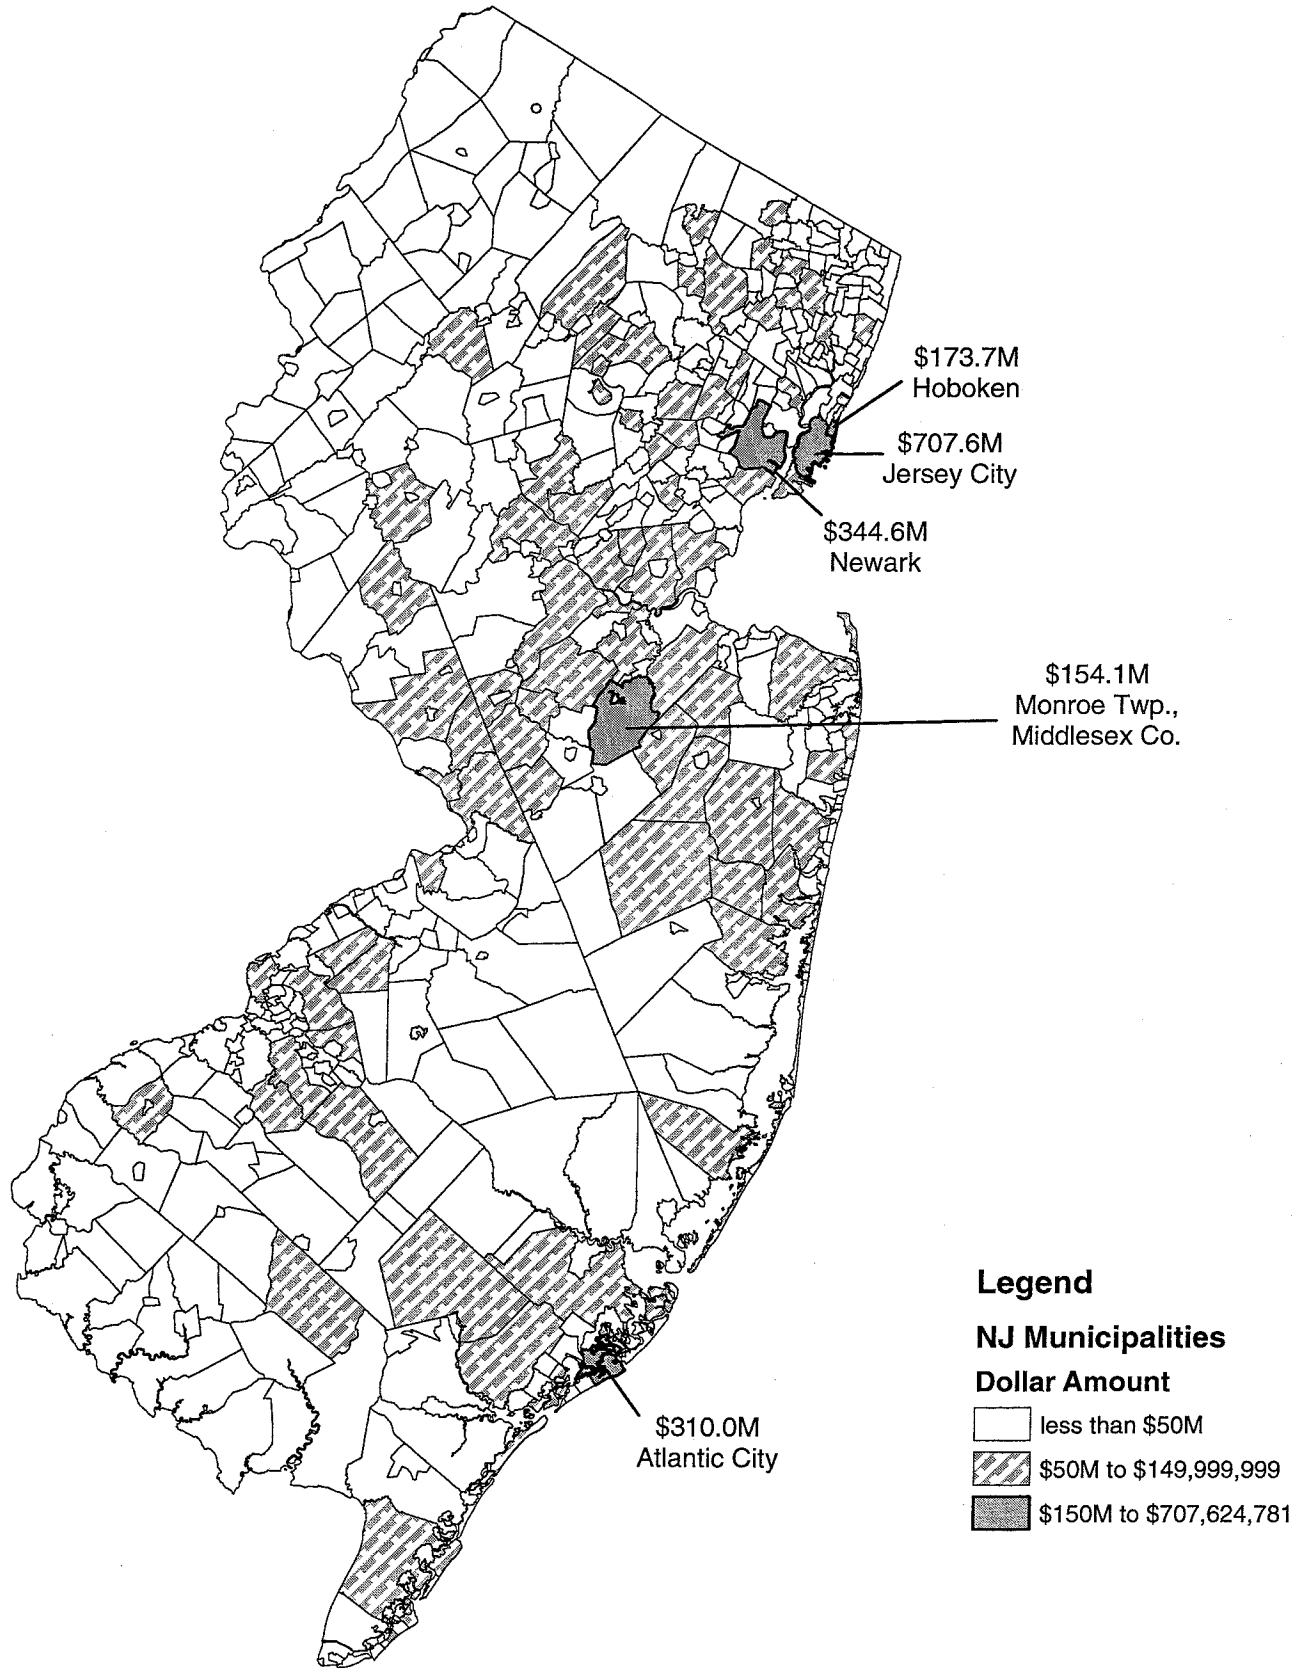 $173.7M
Hoboken
$707.6M
Jersey City
$344.6M
Newark
$154.1M
Monroe Twp.,
Middlesex Co.
$310.0M
Atlantic City
Legend
NJ Municipalities
Dollar Amount
less than $50M
$50M to $149,999,999
$150M to $707,624,781